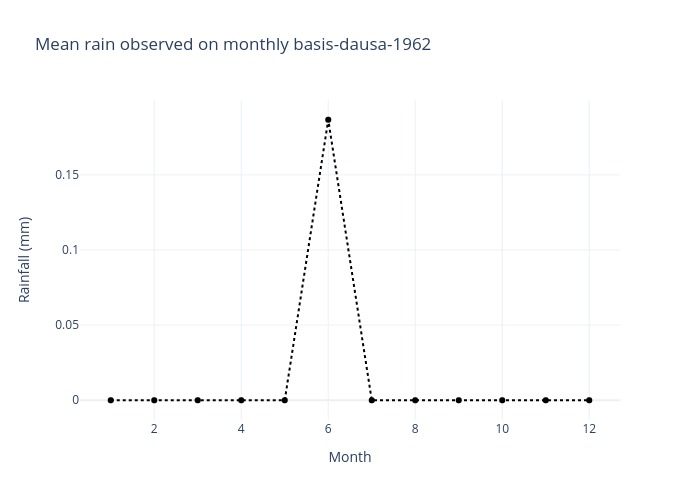 Mean rain observed on monthly basis-dausa-1962
0.15
0.1
0.05
0
Rainfall (mm)
2 4 6 8 10 12
Month